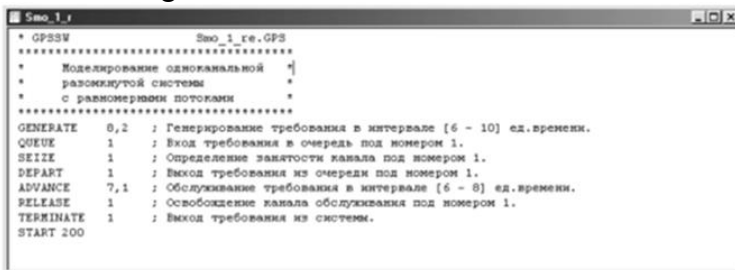 Smo_1_r
* GPSSW Smo_1_re.GPS
*************************************
* Моделирование одноканальной *
* разомкнутой системы *
* с равномерными потоками *
*************************************
GENERATE 8,2 ; Генерирование требования в интервале [6 - 10] ед.времени.
QUEUE 1 ; Вход требования в очередь под номером 1.
SEIZE 1 ; Определение занятости канала под номером 1.
DEPART 1 ; Выход требования из очереди под номером 1.
ADVANCE 7,1 ; Обслуживание требования в интервале [6 - 8] ед.времени.
RELEASE 1 ; Освобождение канала обслуживания под номером 1.
TERMINATE 1 ; Выход требования из системы.
START 200